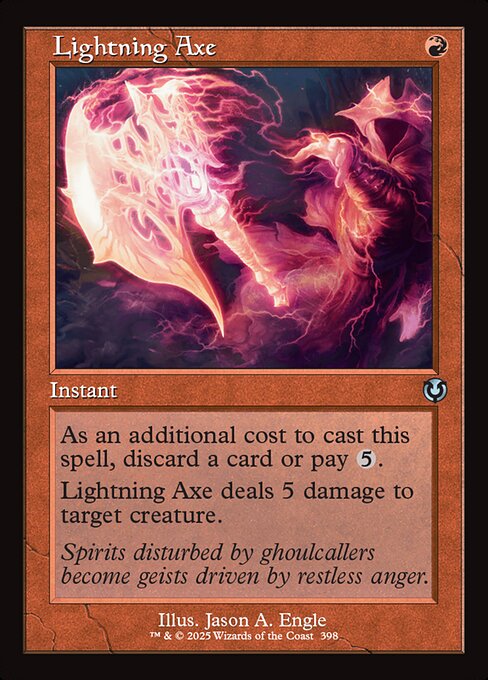 Lightning Axe
Instant
As an additional cost to cast this
spell, discard a card or pay 5.
Lightning Axe deals 5 damage to
target creature.
Spirits disturbed by ghoulcallers
become geists driven by restless anger.
Illus. Jason A. Engle
™ & © 2025 Wizards of the Coast 398